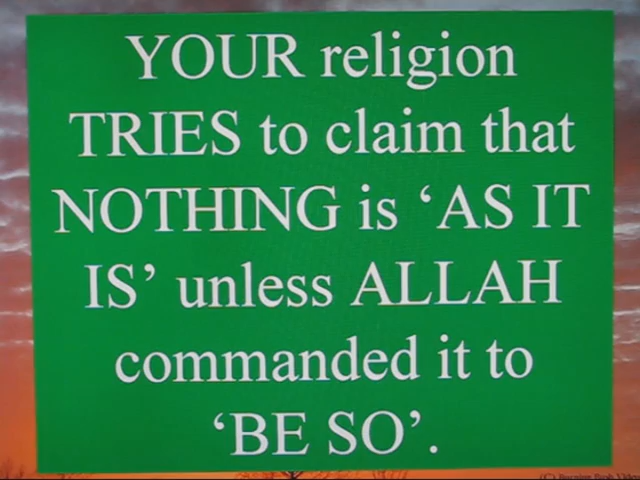 YOUR religion
TRIES to claim that
NOTHING is ‘AS IT
IS’ unless ALLAH
commanded it to
‘BE SO’.